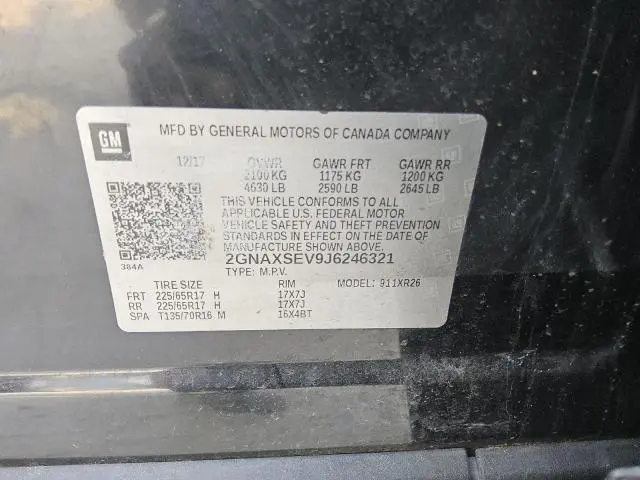 GM
MFD BY GENERAL MOTORS OF CANADA COMPANY
12/17 GVWR GAWR FRT GAWR RR
2100 KG 1175 KG 1200 KG
4630 LB 2590 LB 2645 LB
THIS VEHICLE CONFORMS TO ALL
APPLICABLE U.S. FEDERAL MOTOR
VEHICLE SAFETY AND THEFT PREVENTION
STANDARDS IN EFFECT ON THE DATE OF
MANUFACTURE SHOWN ABOVE.
2GNAXSEV9J6246321
384A TYPE: M.P.V.
TIRE SIZE RIM MODEL: 911XR26
FRT 225/65R17 H 17X7J
RR 225/65R17 H 17X7J
SPA T135/70R16 M 16X4BT